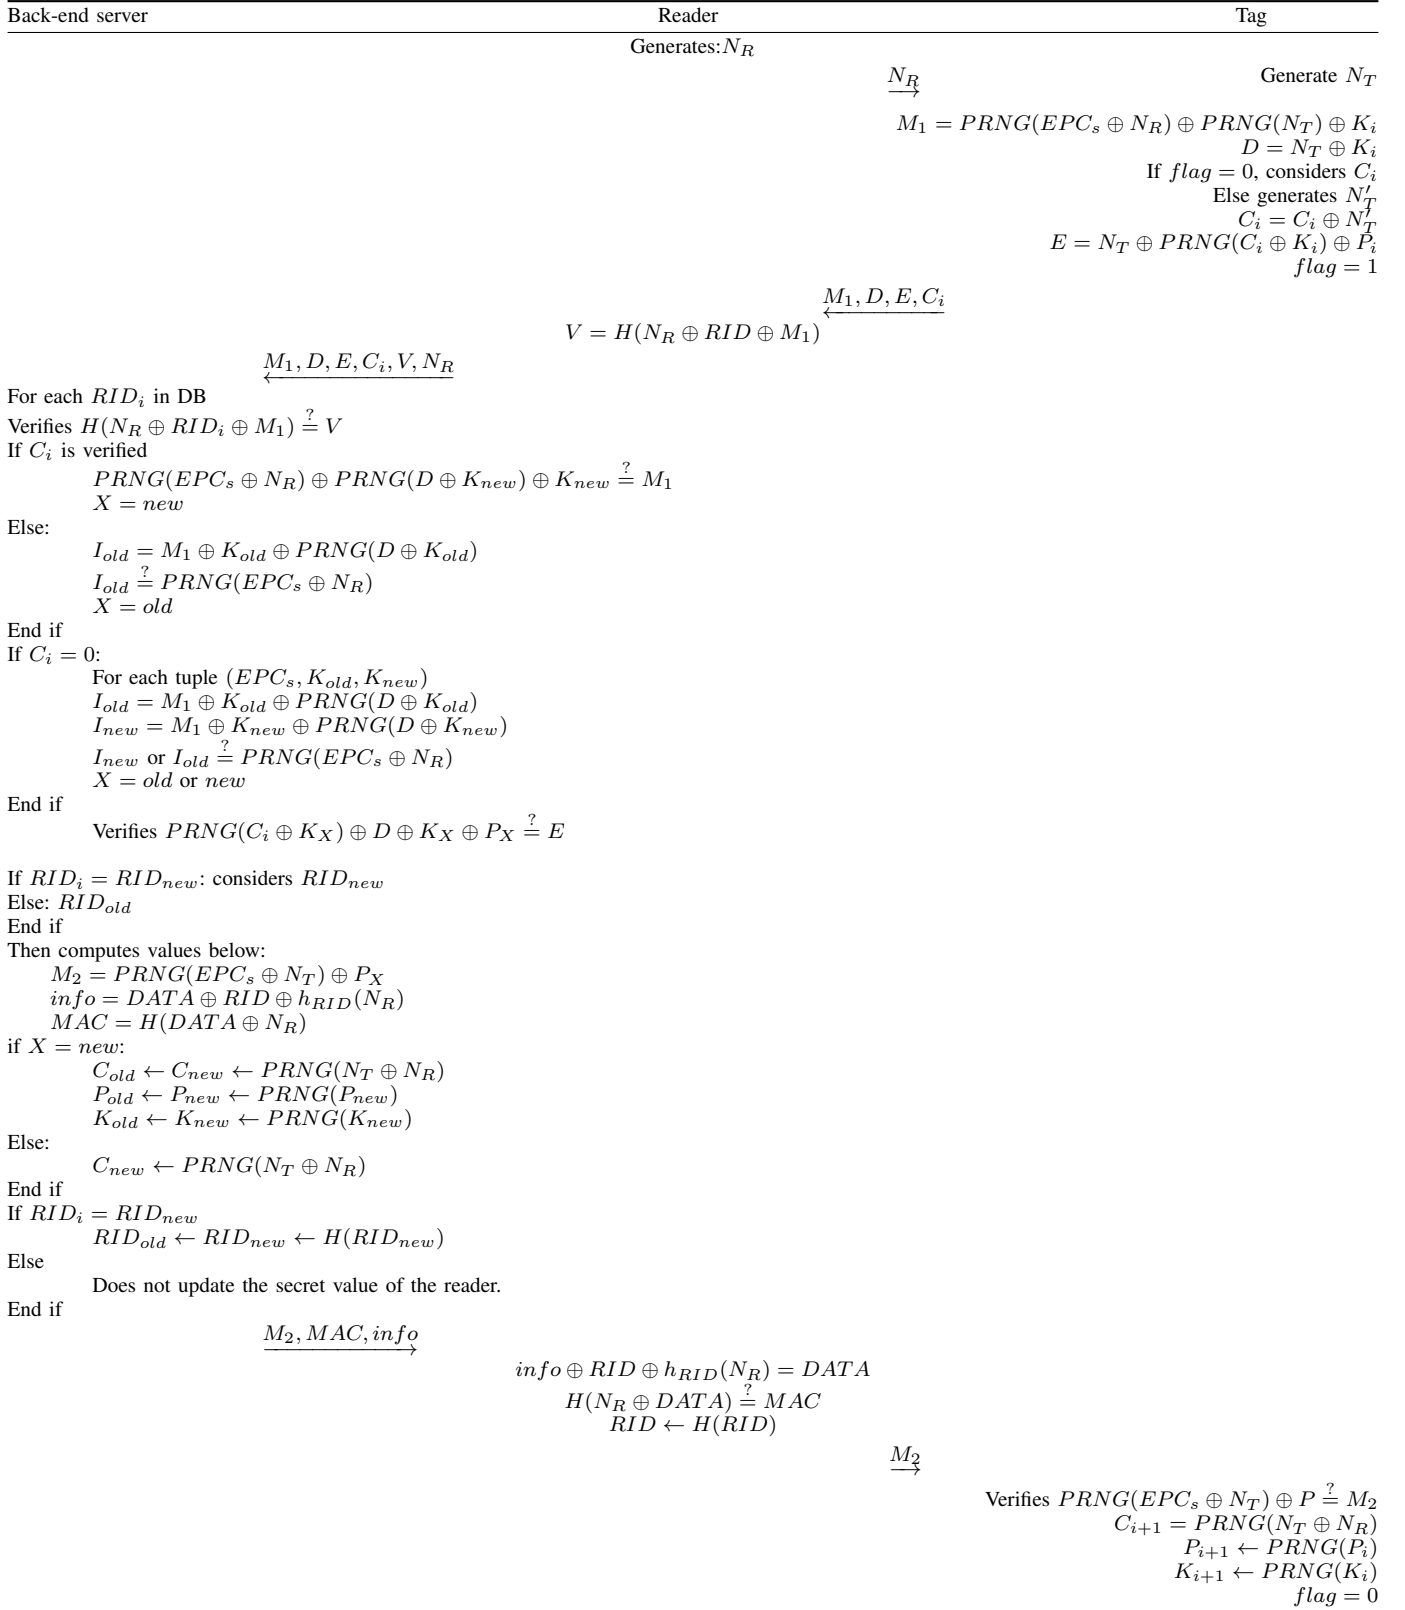 Back-end server Reader Tag
Generates:N_R
N_R → Generate N_T
M_1 = PRNG(EPC_s ⊕ N_R) ⊕ PRNG(N_T) ⊕ K_i
D = N_T ⊕ K_i
If flag = 0, considers C_i
Else generates N'_T
C_i = C_i ⊕ N'_T
E = N_T ⊕ PRNG(C_i ⊕ K_i) ⊕ P_i
flag = 1
M_1, D, E, C_i ←
V = H(N_R ⊕ RID ⊕ M_1)
M_1, D, E, C_i, V, N_R ←
For each RID_i in DB
Verifies H(N_R ⊕ RID_i ⊕ M_1) ≟ V
If C_i is verified
PRNG(EPC_s ⊕ N_R) ⊕ PRNG(D ⊕ K_new) ⊕ K_new ≟ M_1
X = new
Else:
I_old = M_1 ⊕ K_old ⊕ PRNG(D ⊕ K_old)
I_old ≟ PRNG(EPC_s ⊕ N_R)
X = old
End if
If C_i = 0:
For each tuple (EPC_s, K_old, K_new)
I_old = M_1 ⊕ K_old ⊕ PRNG(D ⊕ K_old)
I_new = M_1 ⊕ K_new ⊕ PRNG(D ⊕ K_new)
I_new or I_old ≟ PRNG(EPC_s ⊕ N_R)
X = old or new
End if
Verifies PRNG(C_i ⊕ K_X) ⊕ D ⊕ K_X ⊕ P_X ≟ E
If RID_i = RID_new: considers RID_new
Else: RID_old
End if
Then computes values below:
M_2 = PRNG(EPC_s ⊕ N_T) ⊕ P_X
info = DATA ⊕ RID ⊕ h_RID(N_R)
MAC = H(DATA ⊕ N_R)
if X = new:
C_old ← C_new ← PRNG(N_T ⊕ N_R)
P_old ← P_new ← PRNG(P_new)
K_old ← K_new ← PRNG(K_new)
Else:
C_new ← PRNG(N_T ⊕ N_R)
End if
If RID_i = RID_new
RID_old ← RID_new ← H(RID_new)
Else
Does not update the secret value of the reader.
End if
M_2, MAC, info →
info ⊕ RID ⊕ h_RID(N_R) = DATA
H(N_R ⊕ DATA) ≟ MAC
RID ← H(RID)
M_2 →
Verifies PRNG(EPC_s ⊕ N_T) ⊕ P ≟ M_2
C_{i+1} = PRNG(N_T ⊕ N_R)
P_{i+1} ← PRNG(P_i)
K_{i+1} ← PRNG(K_i)
flag = 0